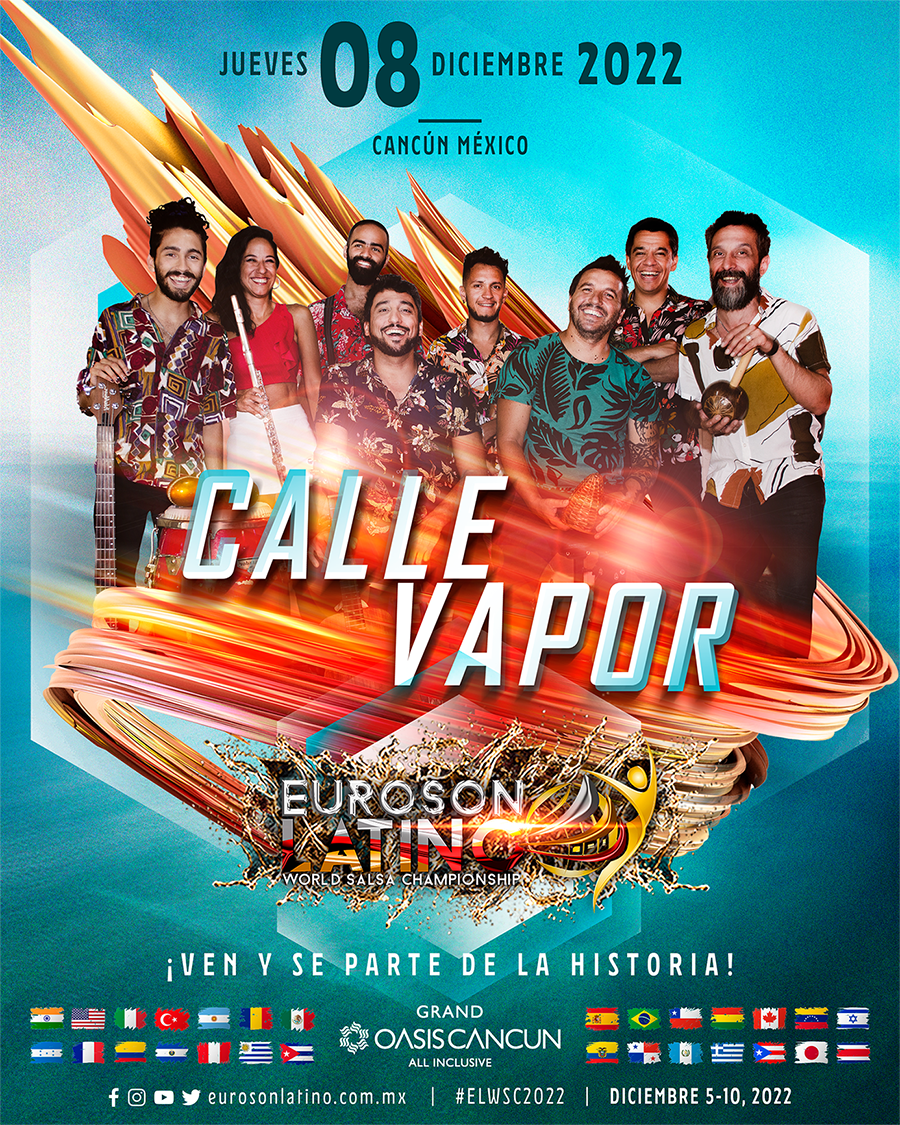 JUEVES 08 DICIEMBRE 2022
CANCÚN MÉXICO
CALLE
VAPOR
EUROSON
LATINO
WORLD SALSA CHAMPIONSHIP
¡VEN Y SE PARTE DE LA HISTORIA!
GRAND
OASIS CANCUN
ALL INCLUSIVE
eurosonlatino.com.mx | #ELWSC2022 | DICIEMBRE 5-10, 2022